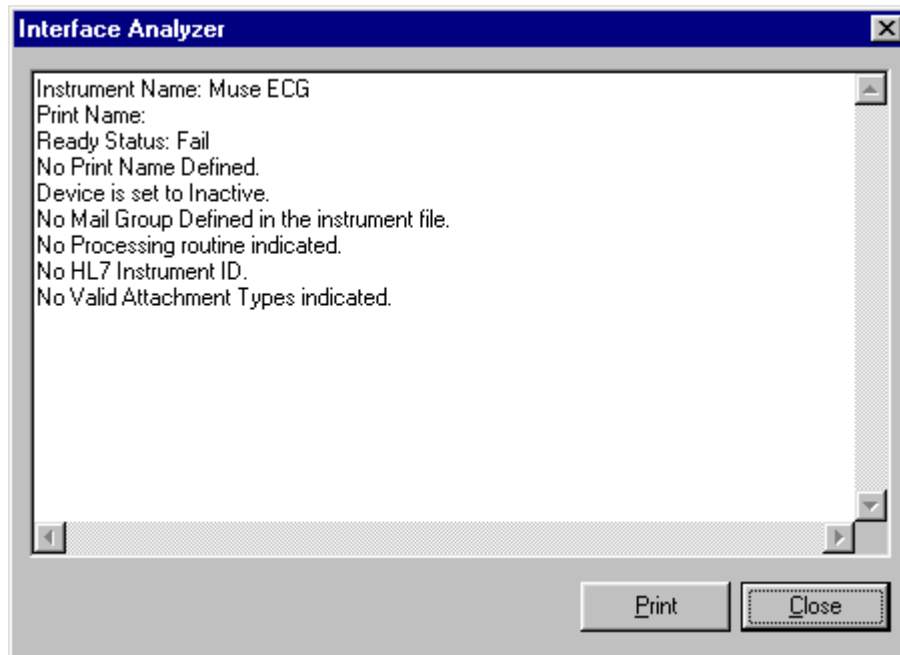 Interface Analyzer
Instrument Name: Muse ECG
Print Name:
Ready Status: Fail
No Print Name Defined.
Device is set to Inactive.
No Mail Group Defined in the instrument file.
No Processing routine indicated.
No HL7 Instrument ID.
No Valid Attachment Types indicated.
Print
Close